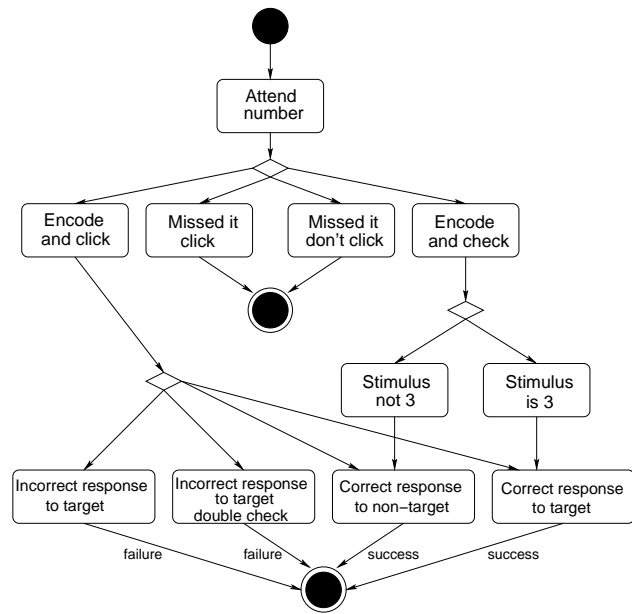 Attend
number
Encode
and click
Missed it
click
Missed it
don't click
Encode
and check
Stimulus
not 3
Stimulus
is 3
Incorrect response
to target
Incorrect response
to target
double check
Correct response
to non−target
Correct response
to target
failure
failure
success
success